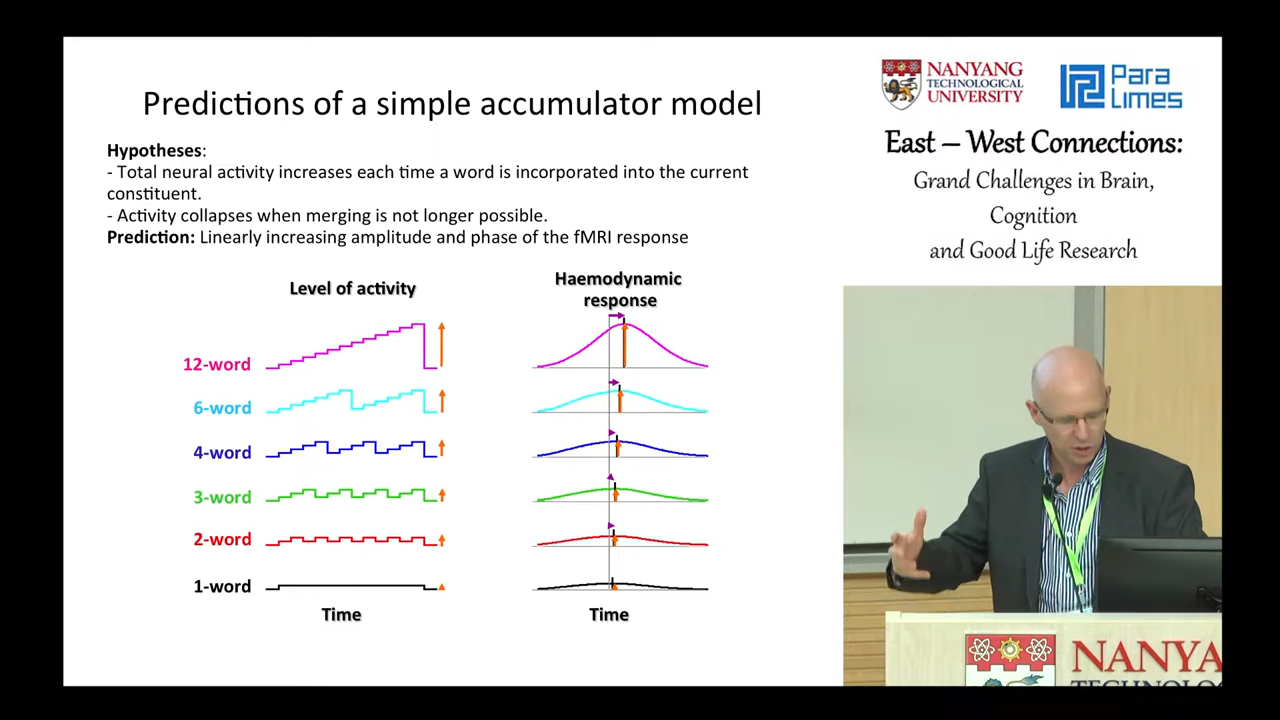 Predictions of a simple accumulator model
Hypotheses:
- Total neural activity increases each time a word is incorporated into the current
constituent.
- Activity collapses when merging is not longer possible.
Prediction: Linearly increasing amplitude and phase of the fMRI response
Level of activity
Haemodynamic
response
12-word
6-word
4-word
3-word
2-word
1-word
Time
Time
NANYANG
TECHNOLOGICAL
UNIVERSITY
Para
Limes
East – West Connections:
Grand Challenges in Brain,
Cognition
and Good Life Research
NANYA